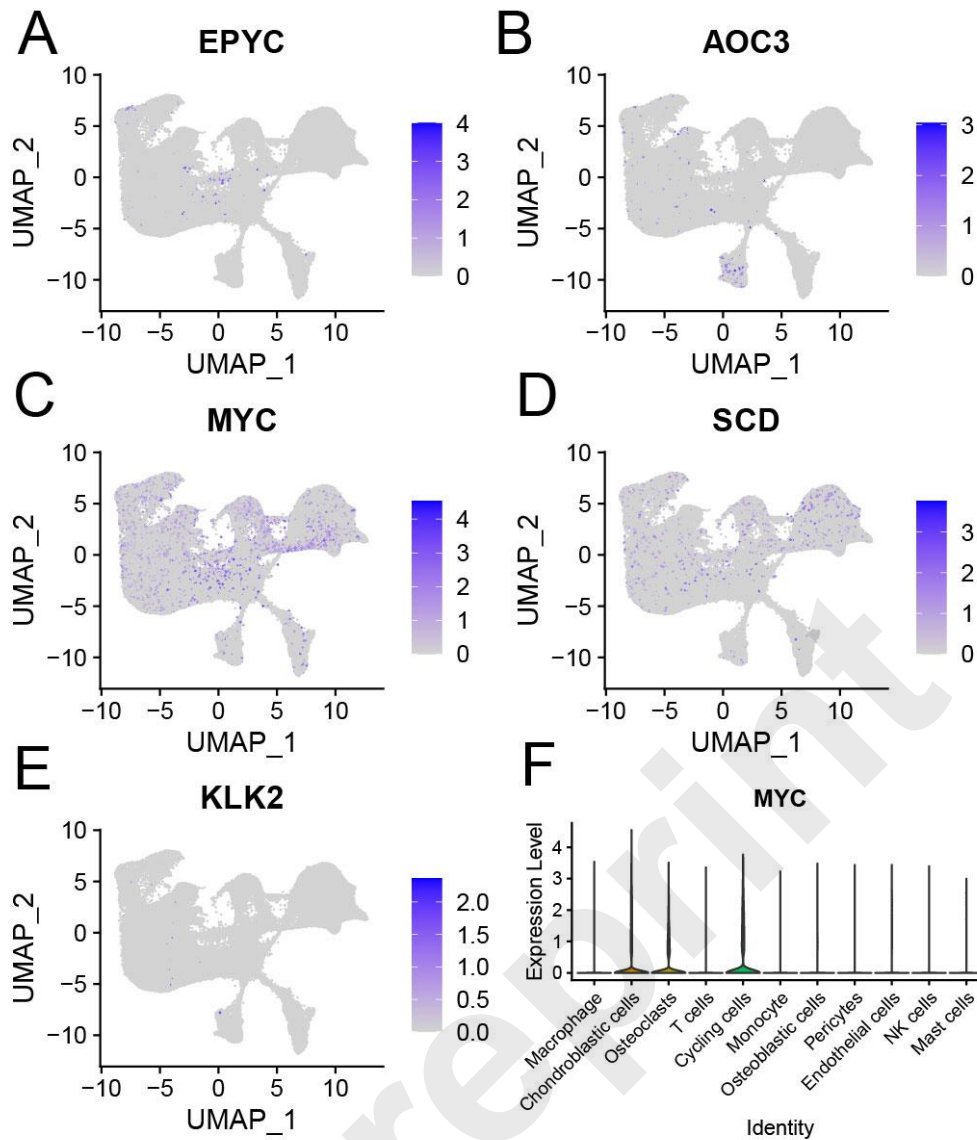 A
EPYC
UMAP_2
10
5
0
−5
−10
−10 −5 0 5 10
UMAP_1
4
3
2
1
0
B
AOC3
UMAP_2
10
5
0
−5
−10
−10 −5 0 5 10
UMAP_1
3
2
1
0
C
MYC
UMAP_2
10
5
0
−5
−10
−10 −5 0 5 10
UMAP_1
4
3
2
1
0
D
SCD
UMAP_2
10
5
0
−5
−10
−10 −5 0 5 10
UMAP_1
3
2
1
0
E
KLK2
UMAP_2
10
5
0
−5
−10
−10 −5 0 5 10
UMAP_1
2.0
1.5
1.0
0.5
0.0
F
MYC
Expression Level
4
3
2
1
0
Macrophage
Chondroblastic cells
Osteoclasts
T cells
Cycling cells
Monocyte
Osteoblastic cells
Pericytes
Endothelial cells
NK cells
Mast cells
Identity
reprint